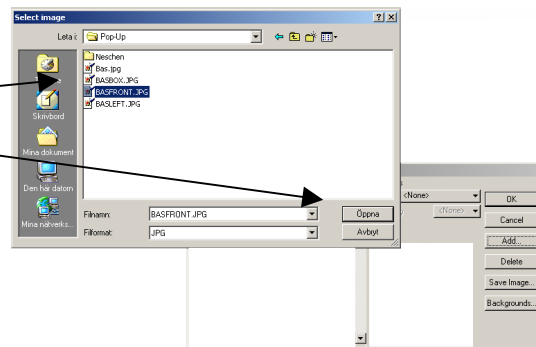 Select image
Leta i: Pop-Up
Neschen
Bas.jpg
BASBOX.JPG
BASFRONT.JPG
BASLEFT.JPG
Skrivbord
Mina dokument
Den här datorn
Mina nätverks...
Filnamn: BASFRONT.JPG Öppna
Filformat: JPG Avbryt
<None> OK
<None> Cancel
Add...
Delete
Save Image...
Backgrounds...